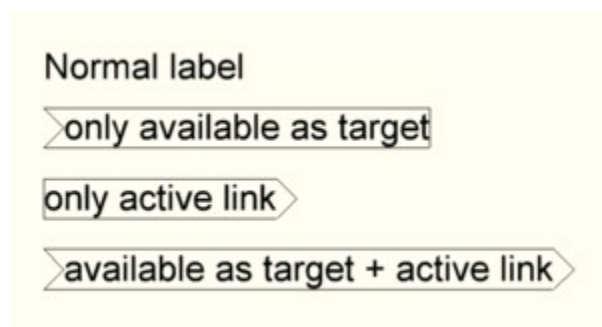 Normal label
only available as target
only active link
available as target + active link